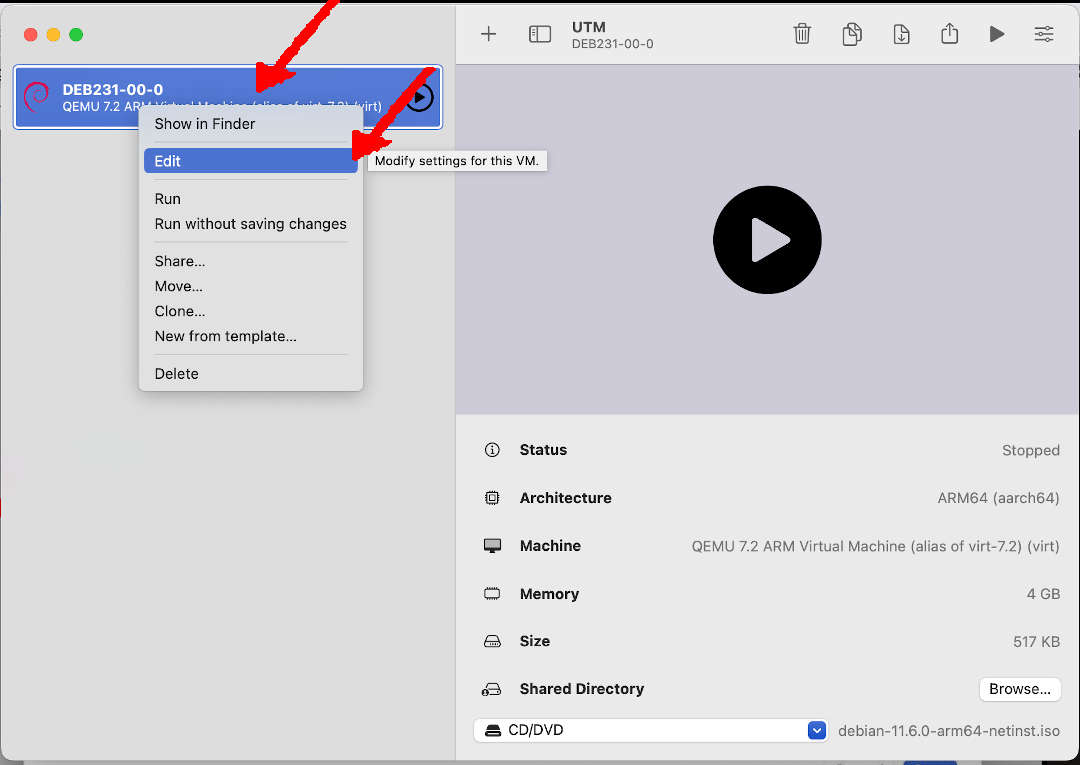 UTM
DEB231-00-0
DEB231-00-0
QEMU 7.2 ARM Virtual Machine (alias of virt-7.2) (virt)
Show in Finder
Edit
Modify settings for this VM.
Run
Run without saving changes
Share...
Move...
Clone...
New from template...
Delete
Status Stopped
Architecture ARM64 (aarch64)
Machine QEMU 7.2 ARM Virtual Machine (alias of virt-7.2) (virt)
Memory 4 GB
Size 517 KB
Shared Directory Browse...
CD/DVD debian-11.6.0-arm64-netinst.iso